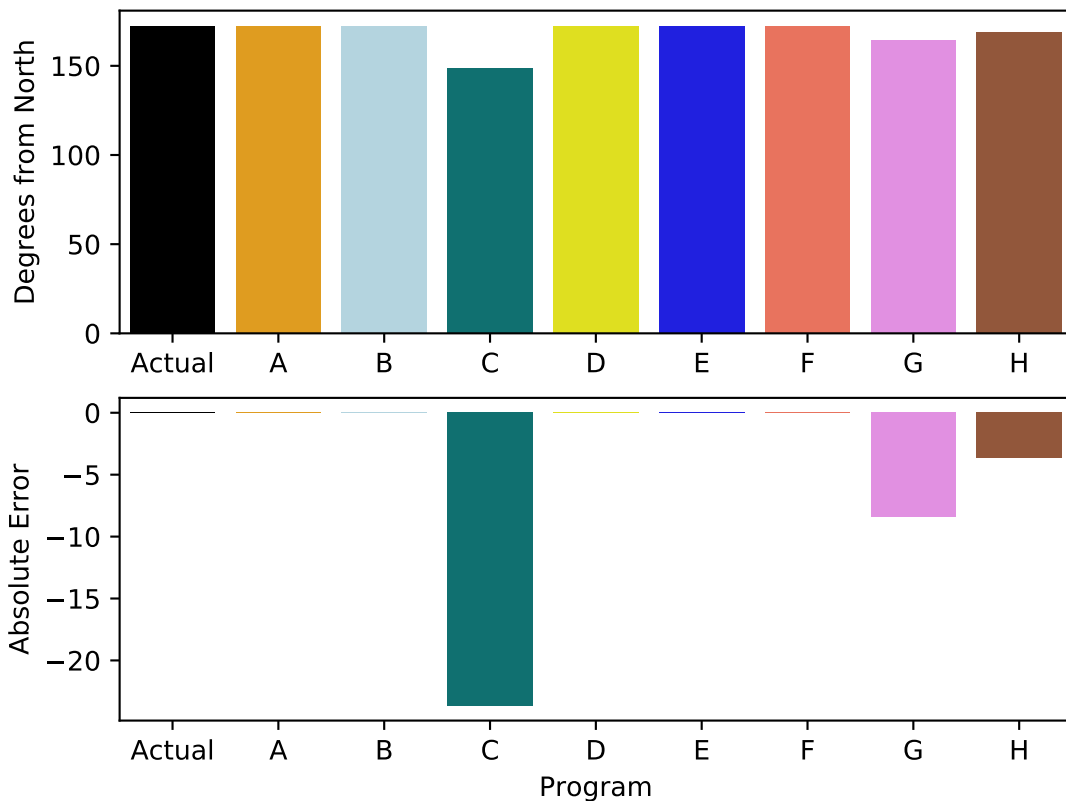 Degrees from North
150
100
50
0
Actual A B C D E F G H
Absolute Error
0
−5
−10
−15
−20
Actual A B C D E F G H
Program